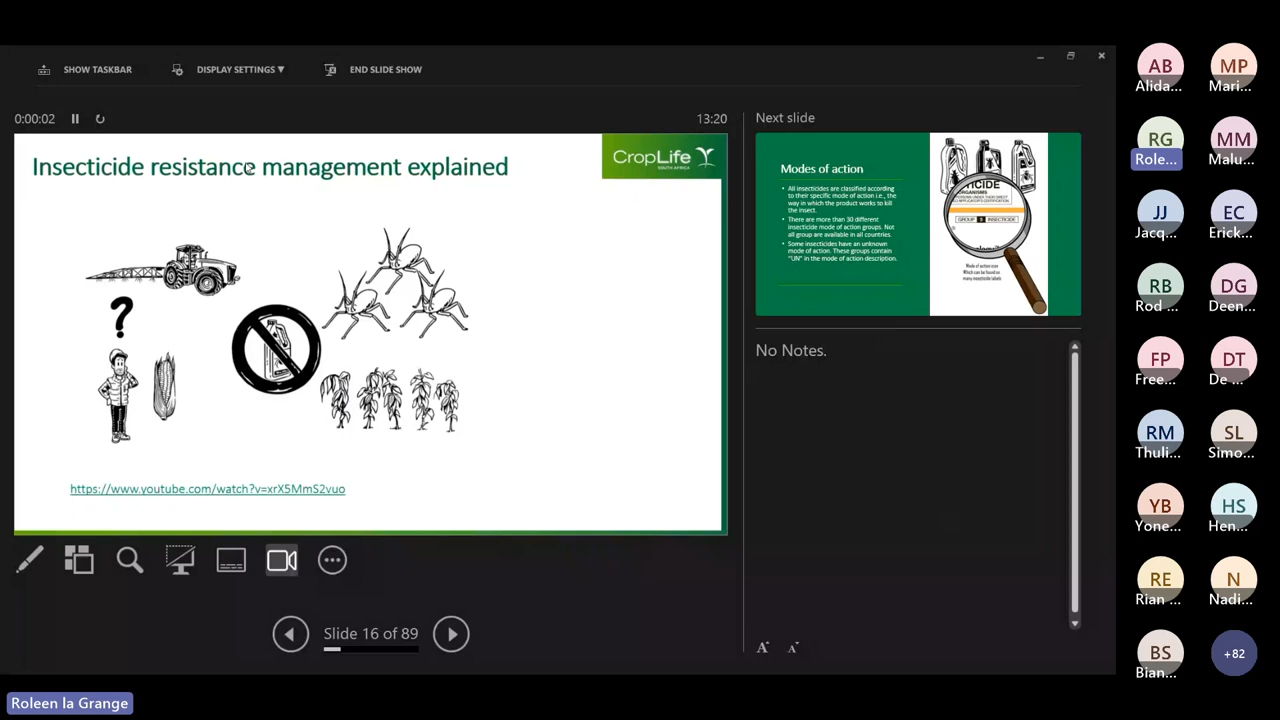 SHOW TASKBAR
DISPLAY SETTINGS ▼
END SLIDE SHOW
0:00:02
13:20
Insecticide resistance management explained
CropLife
SOUTH AFRICA
?
https://www.youtube.com/watch?v=xrX5MmS2vuo
Slide 16 of 89
Next slide
Modes of action
• All insecticides are classified according
to their specific mode of action i.e., the
way in which the product works to kill
the insect.
• There are more than 30 different
insecticide mode of action groups. Not
all group are available in all countries.
• Some insecticides have an unknown
mode of action. These groups contain
"UN" in the mode of action description.
GROUP
INSECTICIDE
Mode of action icon
Which can be found on
many insecticide labels
No Notes.
A
A
AB
Alida...
MP
Mari...
RG
Role...
MM
Malu...
JJ
Jacq...
EC
Erick...
RB
Rod ...
DG
Deen...
FP
Free...
DT
De ...
RM
Thuli...
SL
Simo...
YB
Yone...
HS
Hen...
RE
Rian ...
N
Nadi...
BS
Bian...
+82
Roleen la Grange